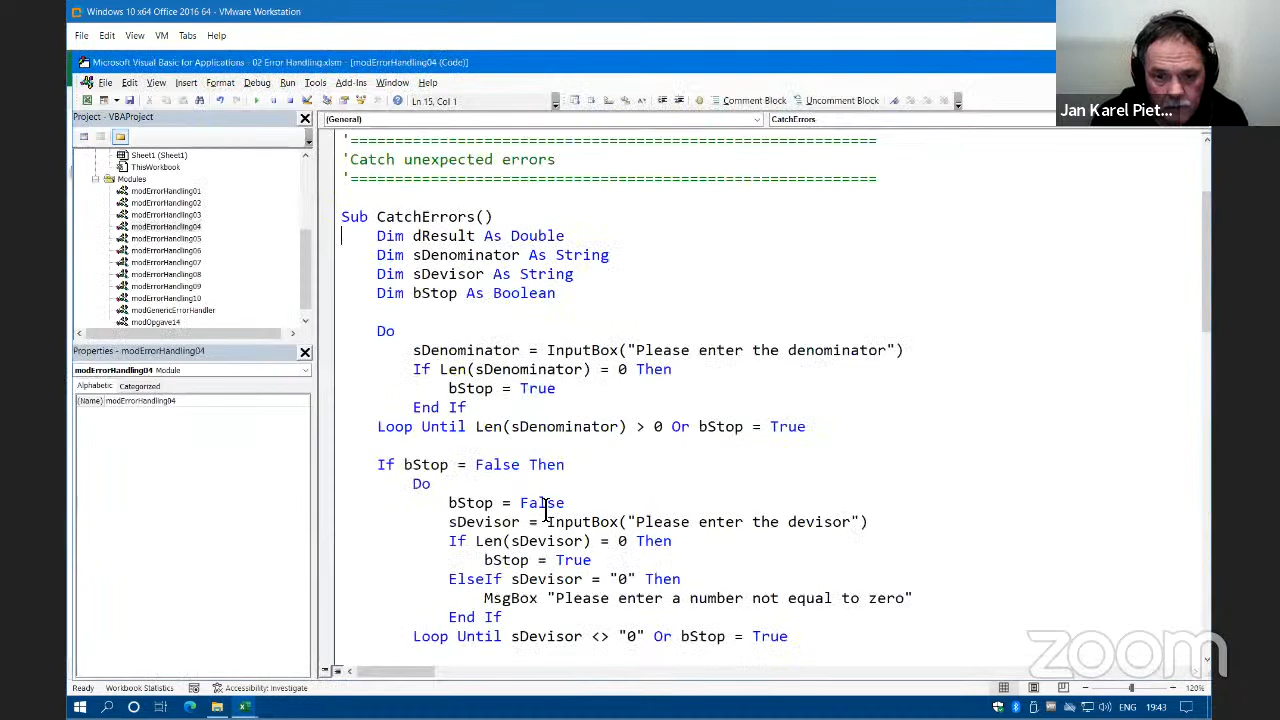 Windows 10 x64 Office 2016 64 - VMware Workstation
File Edit View VM Tabs Help
Microsoft Visual Basic for Applications - 02 Error Handling.xlsm - [modErrorHandling04 (Code)]
File Edit View Insert Format Debug Run Tools Add-Ins Window Help
Ln 15, Col 1 Comment Block Uncomment Block
Jan Karel Piet...
Project - VBAProject
(General) CatchErrors
Sheet1 (Sheet1)
ThisWorkbook
Modules
modErrorHandling01
modErrorHandling02
modErrorHandling03
modErrorHandling04
modErrorHandling05
modErrorHandling06
modErrorHandling07
modErrorHandling08
modErrorHandling09
modErrorHandling10
modGenericErrorHandler
modOpgave14
Properties - modErrorHandling04
modErrorHandling04 Module
Alphabetic Categorized
(Name) modErrorHandling04
'===========================================================
'Catch unexpected errors
'===========================================================
Sub CatchErrors()
Dim dResult As Double
Dim sDenominator As String
Dim sDevisor As String
Dim bStop As Boolean
Do
sDenominator = InputBox("Please enter the denominator")
If Len(sDenominator) = 0 Then
bStop = True
End If
Loop Until Len(sDenominator) > 0 Or bStop = True
If bStop = False Then
Do
bStop = False
sDevisor = InputBox("Please enter the devisor")
If Len(sDevisor) = 0 Then
bStop = True
ElseIf sDevisor = "0" Then
MsgBox "Please enter a number not equal to zero"
End If
Loop Until sDevisor <> "0" Or bStop = True
zoom
Ready Workbook Statistics Accessibility: Investigate 120%
ENG 19:43